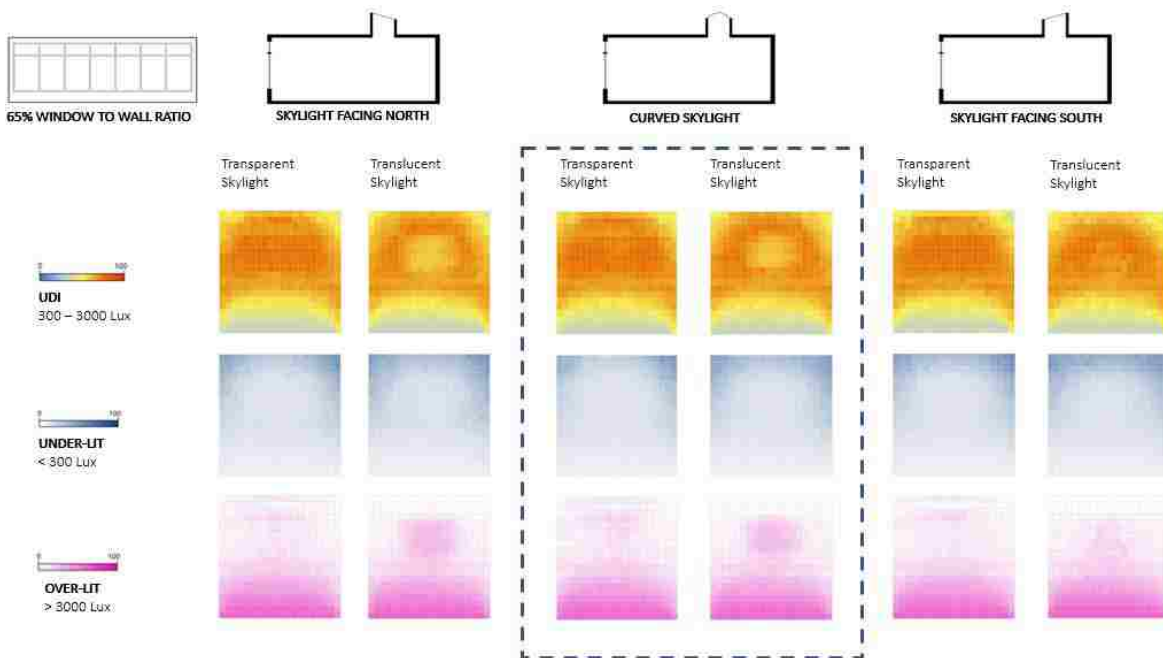 65% WINDOW TO WALL RATIO
SKYLIGHT FACING NORTH
CURVED SKYLIGHT
SKYLIGHT FACING SOUTH
Transparent
Skylight
Translucent
Skylight
Transparent
Skylight
Translucent
Skylight
Transparent
Skylight
Translucent
Skylight
0 100
UDI
300 – 3000 Lux
0 100
UNDER-LIT
< 300 Lux
0 100
OVER-LIT
> 3000 Lux